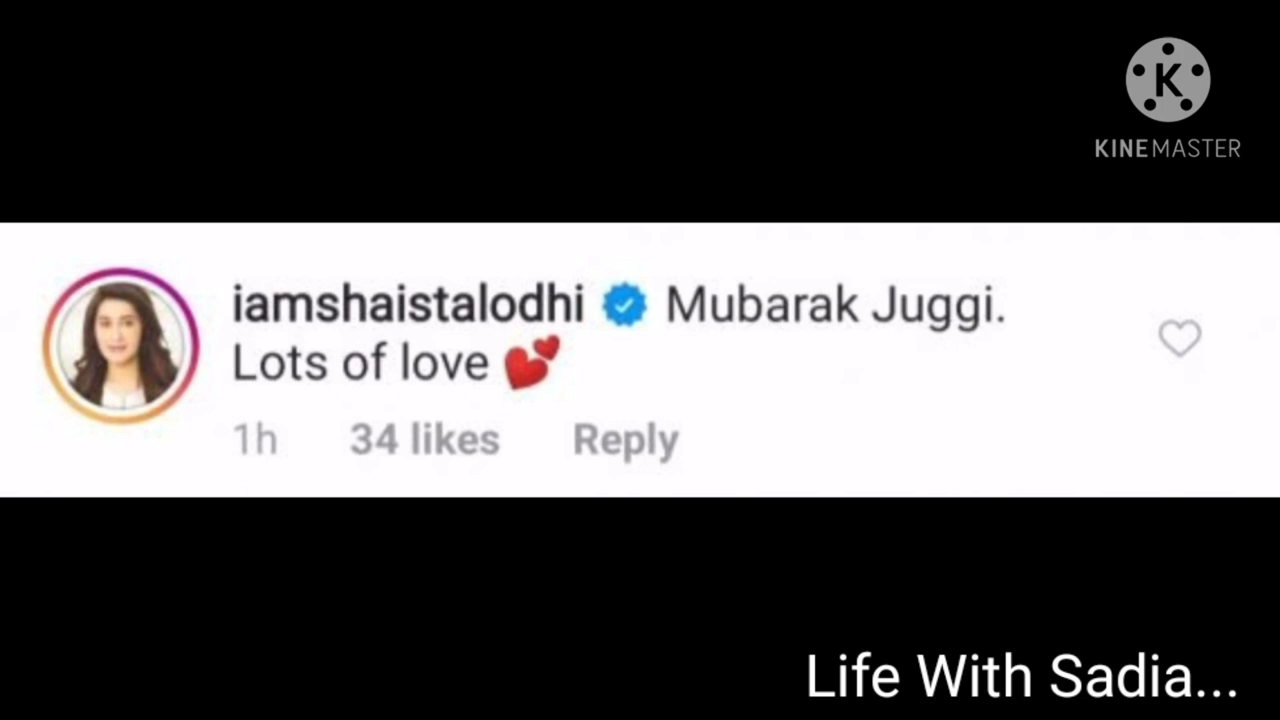 K
KINEMASTER
iamshaistalodhi Mubarak Juggi.
Lots of love 💕
1h 34 likes Reply
Life With Sadia...